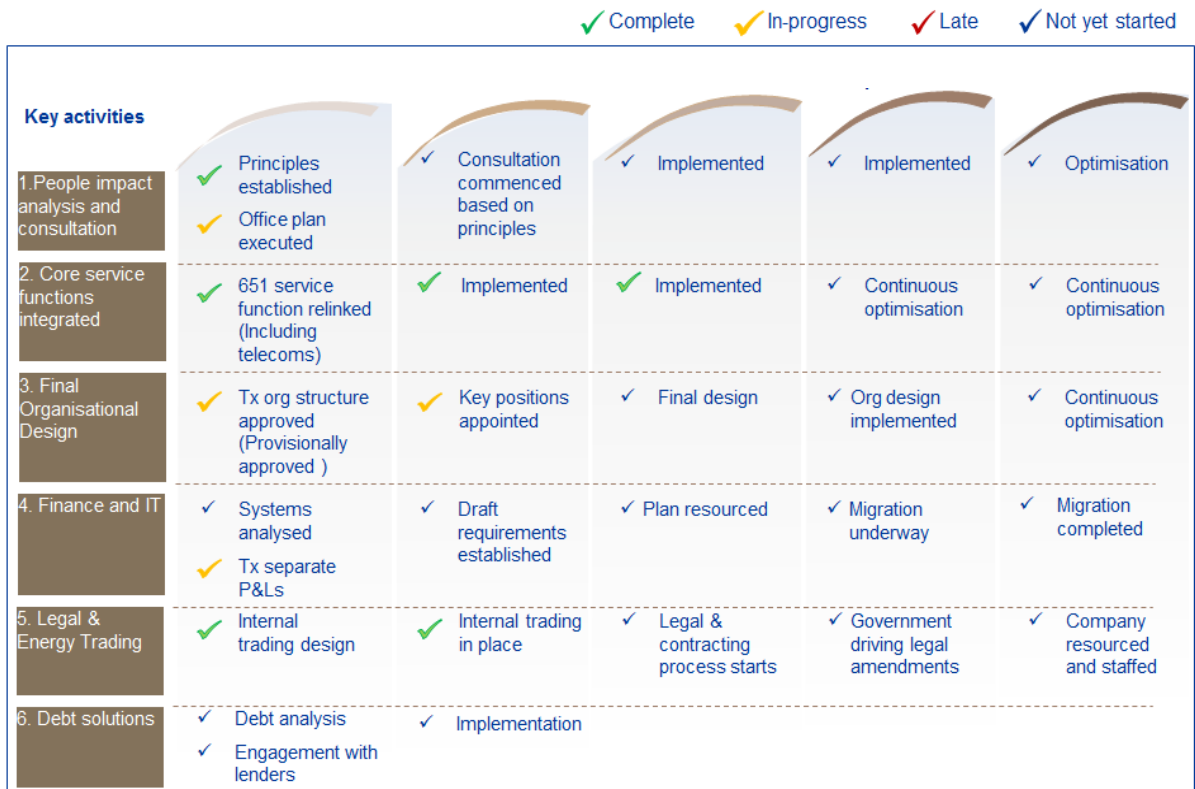 Complete
In-progress
Late
Not yet started
Key activities
1.People impact
analysis and
consultation
Principles
established
Office plan
executed
Consultation
commenced
based on
principles
Implemented
Implemented
Optimisation
2. Core service
functions
integrated
651 service
function relinked
(Including
telecoms)
Implemented
Implemented
Continuous
optimisation
Continuous
optimisation
3. Final
Organisational
Design
Tx org structure
approved
(Provisionally
approved )
Key positions
appointed
Final design
Org design
implemented
Continuous
optimisation
4. Finance and IT
Systems
analysed
Tx separate
P&Ls
Draft
requirements
established
Plan resourced
Migration
underway
Migration
completed
5. Legal &
Energy Trading
Internal
trading design
Internal trading
in place
Legal &
contracting
process starts
Government
driving legal
amendments
Company
resourced
and staffed
6. Debt solutions
Debt analysis
Engagement with
lenders
Implementation